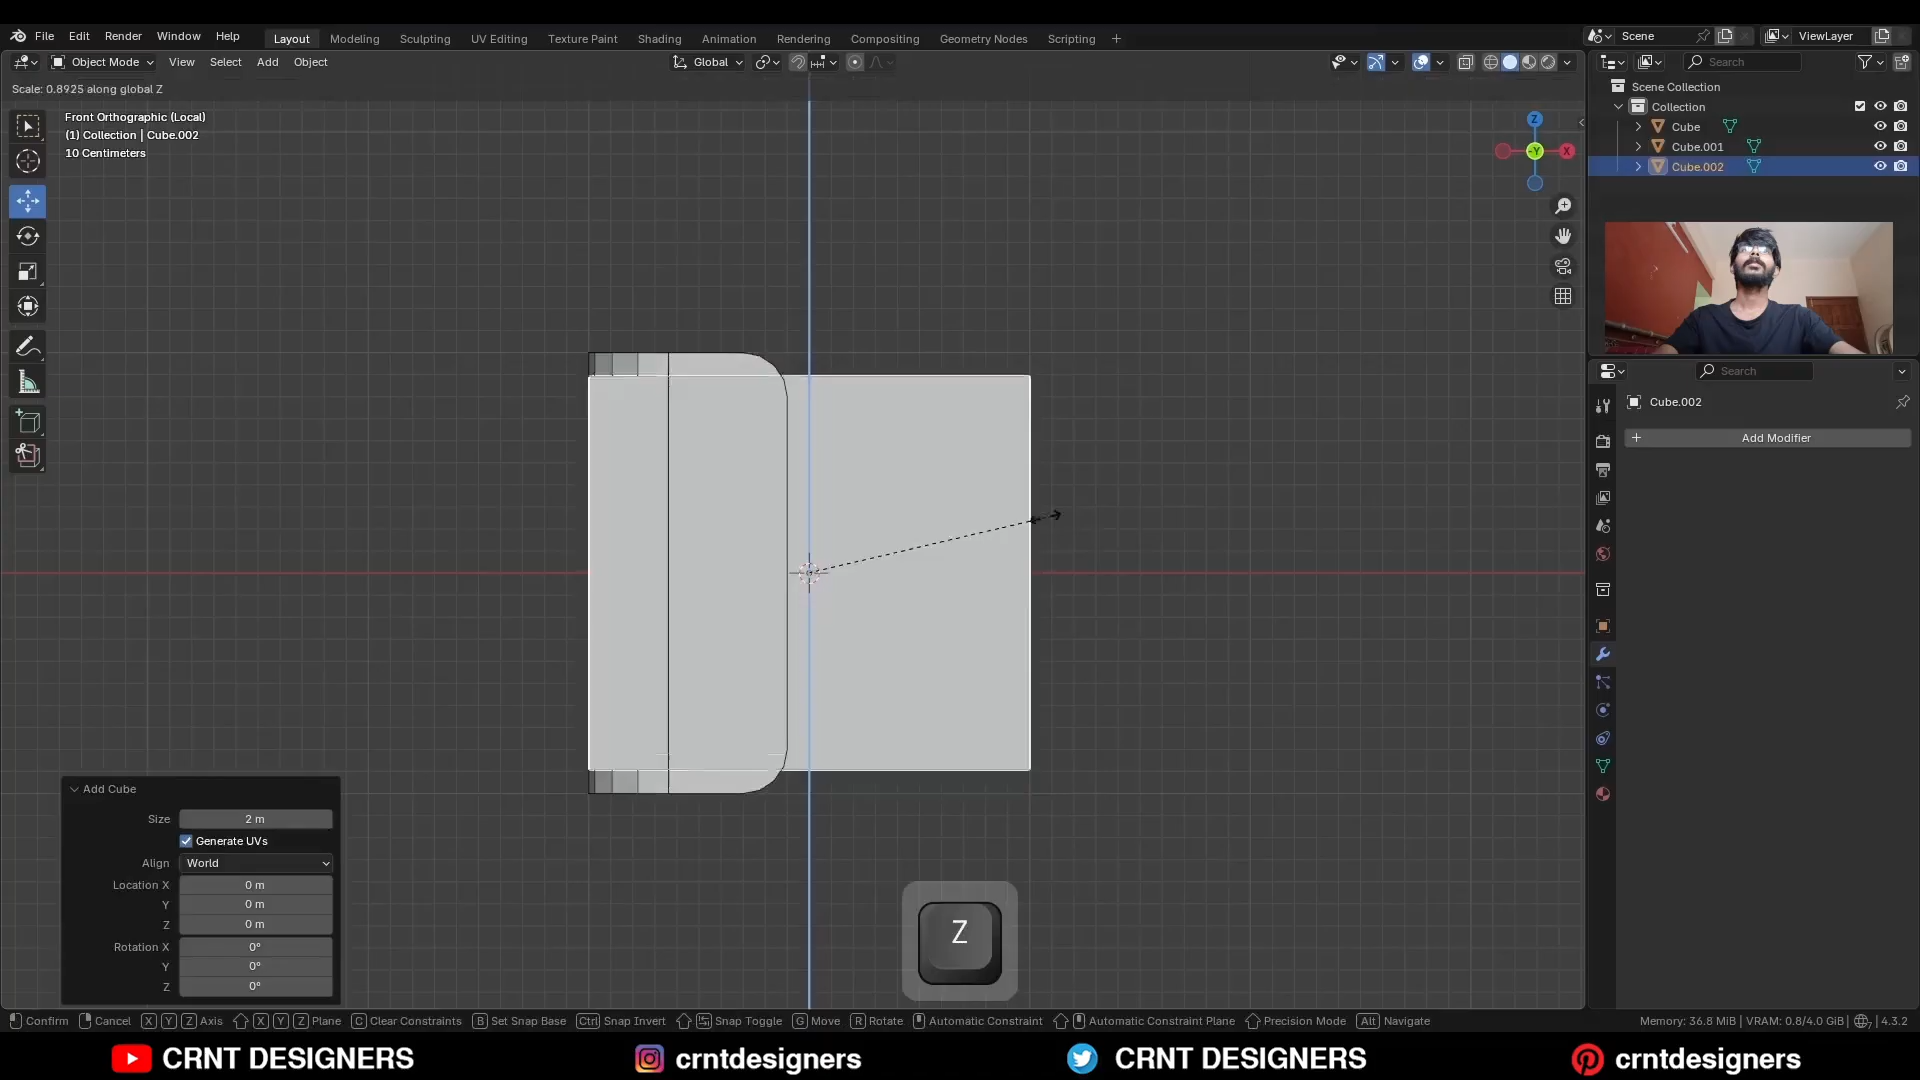 File Edit Render Window Help Layout Modeling Sculpting UV Editing Texture Paint Shading Animation Rendering Compositing Geometry Nodes Scripting + Scene ViewLayer
Object Mode View Select Add Object Global Search
Scale: 0.8925 along global Z
Front Orthographic (Local)
(1) Collection | Cube.002
10 Centimeters
Z
-Y
X
Scene Collection
Collection
Cube
Cube.001
Cube.002
Search
Cube.002
+ Add Modifier
Add Cube
Size 2 m
Generate UVs
Align World
Location X 0 m
Y 0 m
Z 0 m
Rotation X 0°
Y 0°
Z 0°
Z
Confirm Cancel X Y Z Axis X Y Z Plane C Clear Constraints B Set Snap Base Ctrl Snap Invert Snap Toggle G Move R Rotate Automatic Constraint Automatic Constraint Plane Precision Mode Alt Navigate Memory: 36.8 MiB | VRAM: 0.8/4.0 GiB | 7 | 4.3.2
CRNT DESIGNERS crntdesigners CRNT DESIGNERS crntdesigners